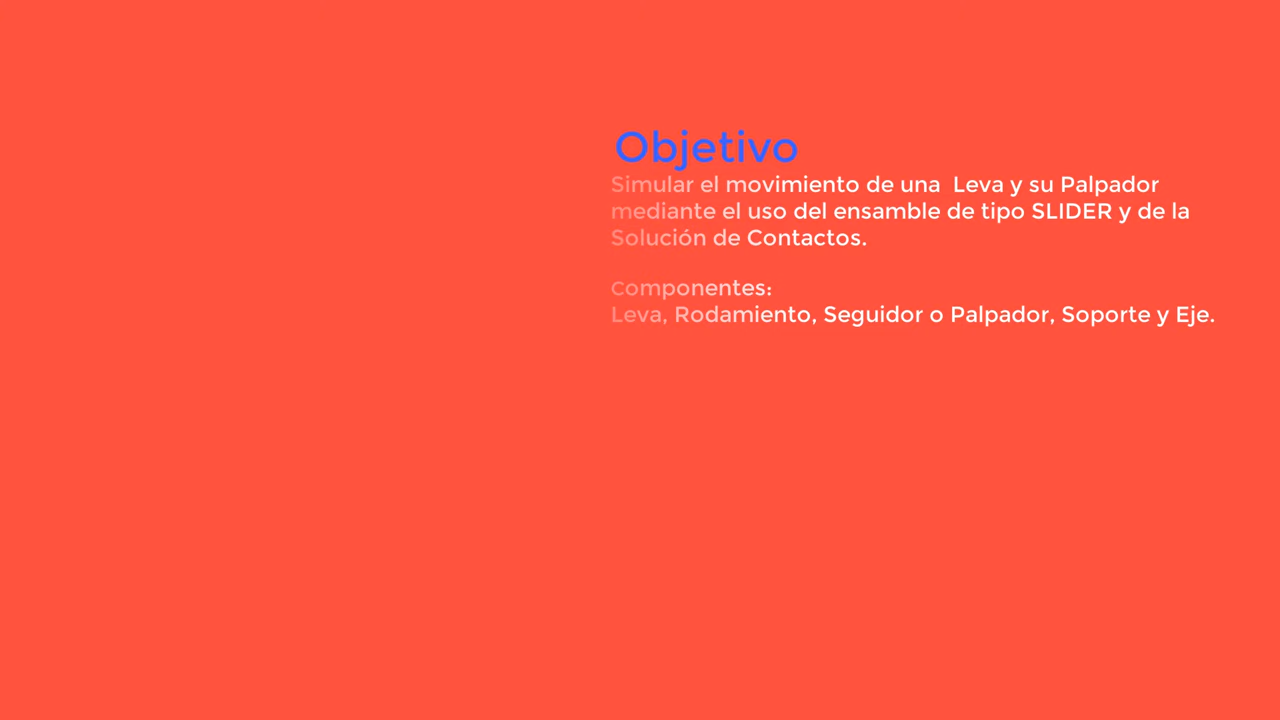 Objetivo
Simular el movimiento de una  Leva y su Palpador
mediante el uso del ensamble de tipo SLIDER y de la
Solución de Contactos.
Componentes:
Leva, Rodamiento, Seguidor o Palpador, Soporte y Eje.